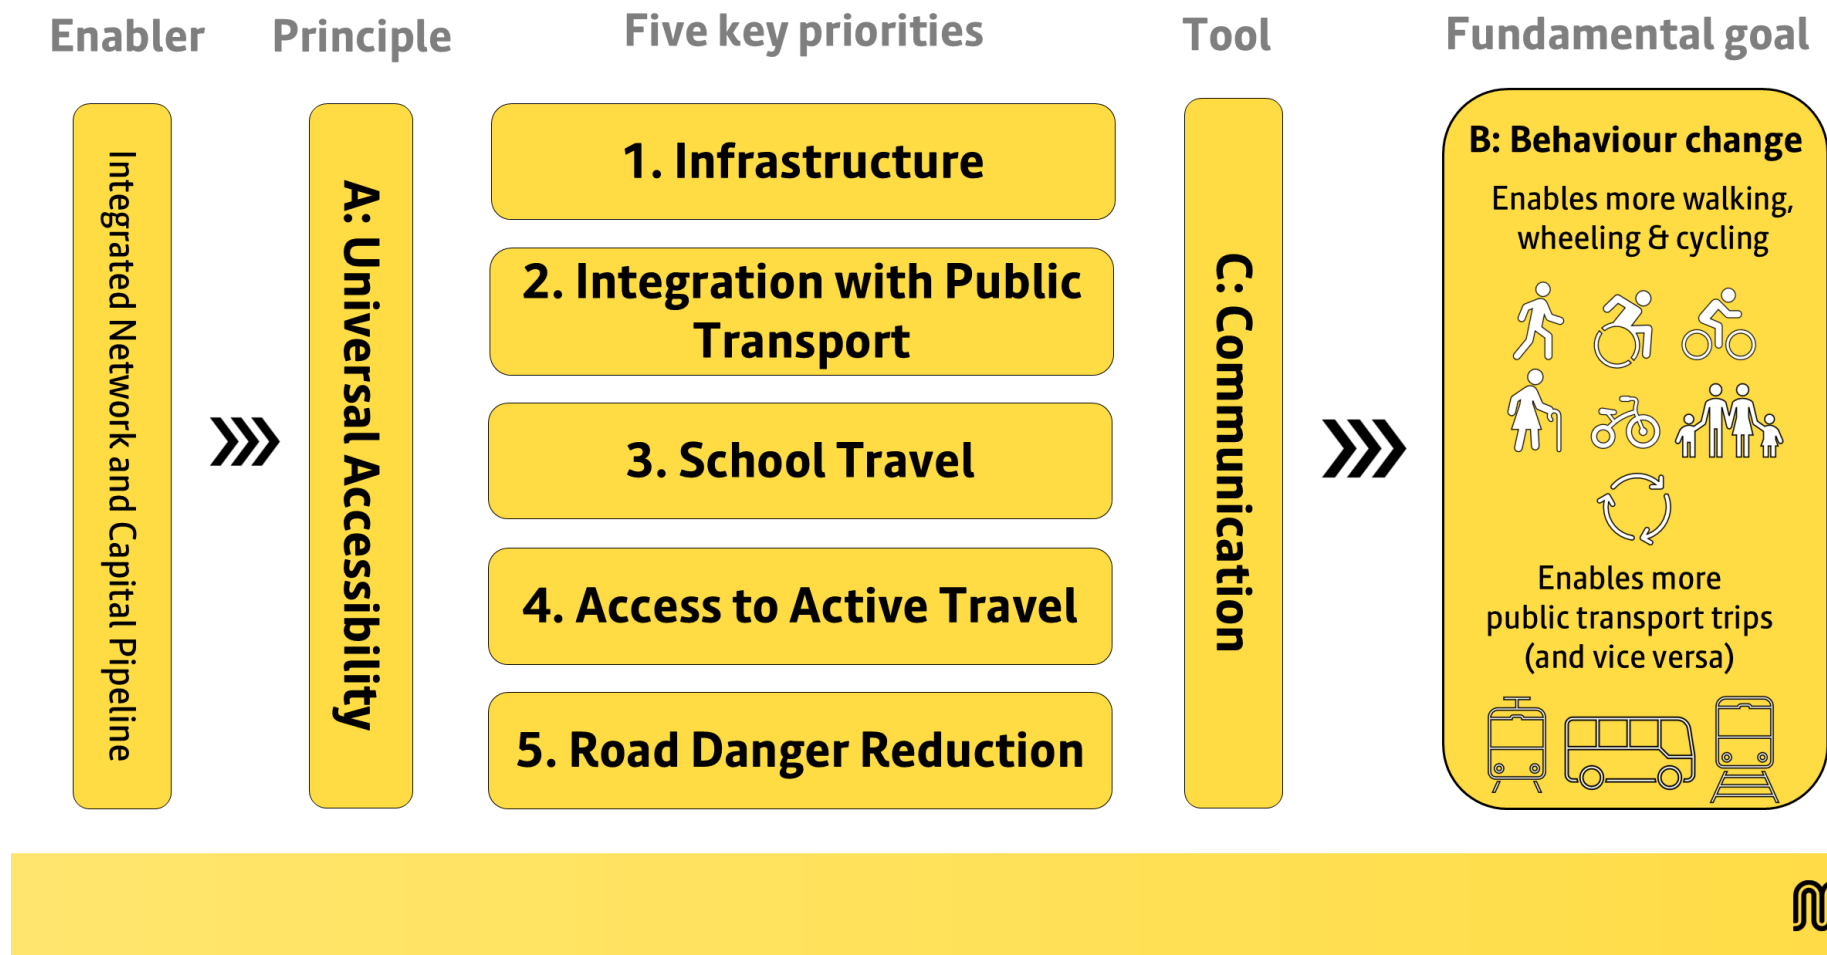 Enabler
Principle
Five key priorities
Tool
Fundamental goal
Integrated Network and Capital Pipeline
A: Universal Accessibility
1. Infrastructure
2. Integration with Public
Transport
3. School Travel
4. Access to Active Travel
5. Road Danger Reduction
C: Communication
B: Behaviour change
Enables more walking,
wheeling & cycling
Enables more
public transport trips
(and vice versa)